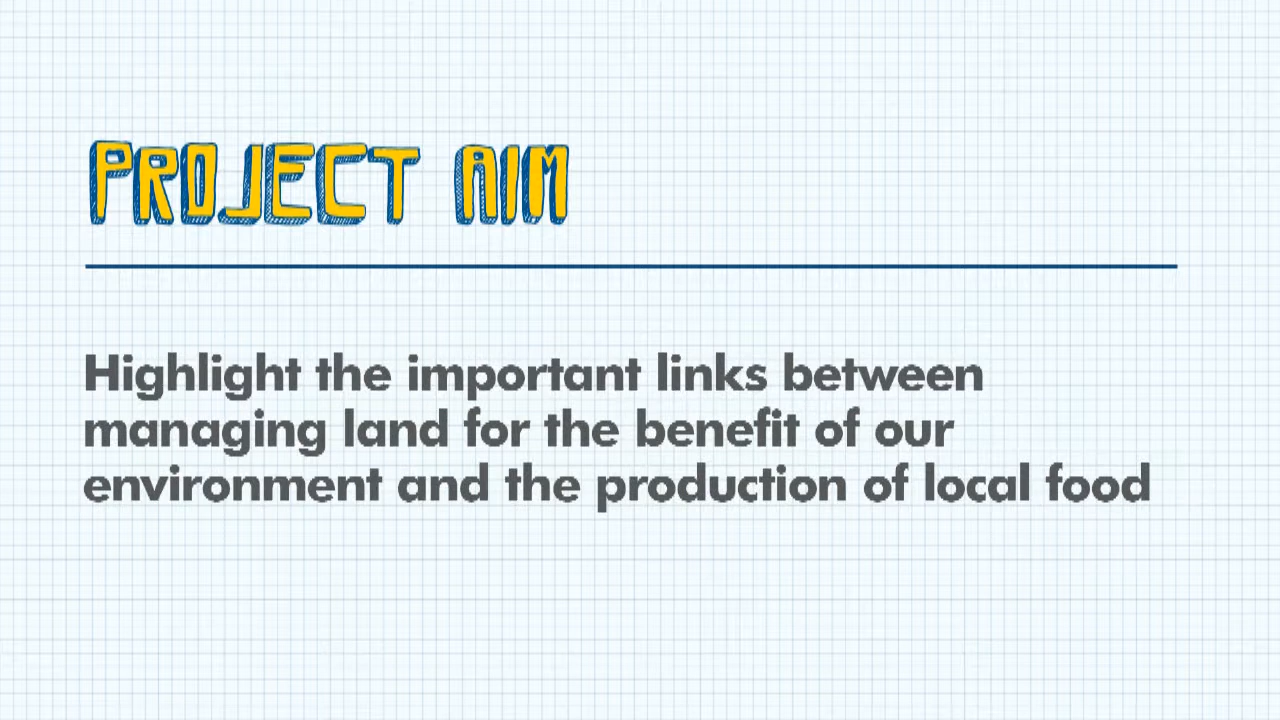 PROJECT AIM
Highlight the important links between
managing land for the benefit of our
environment and the production of local food